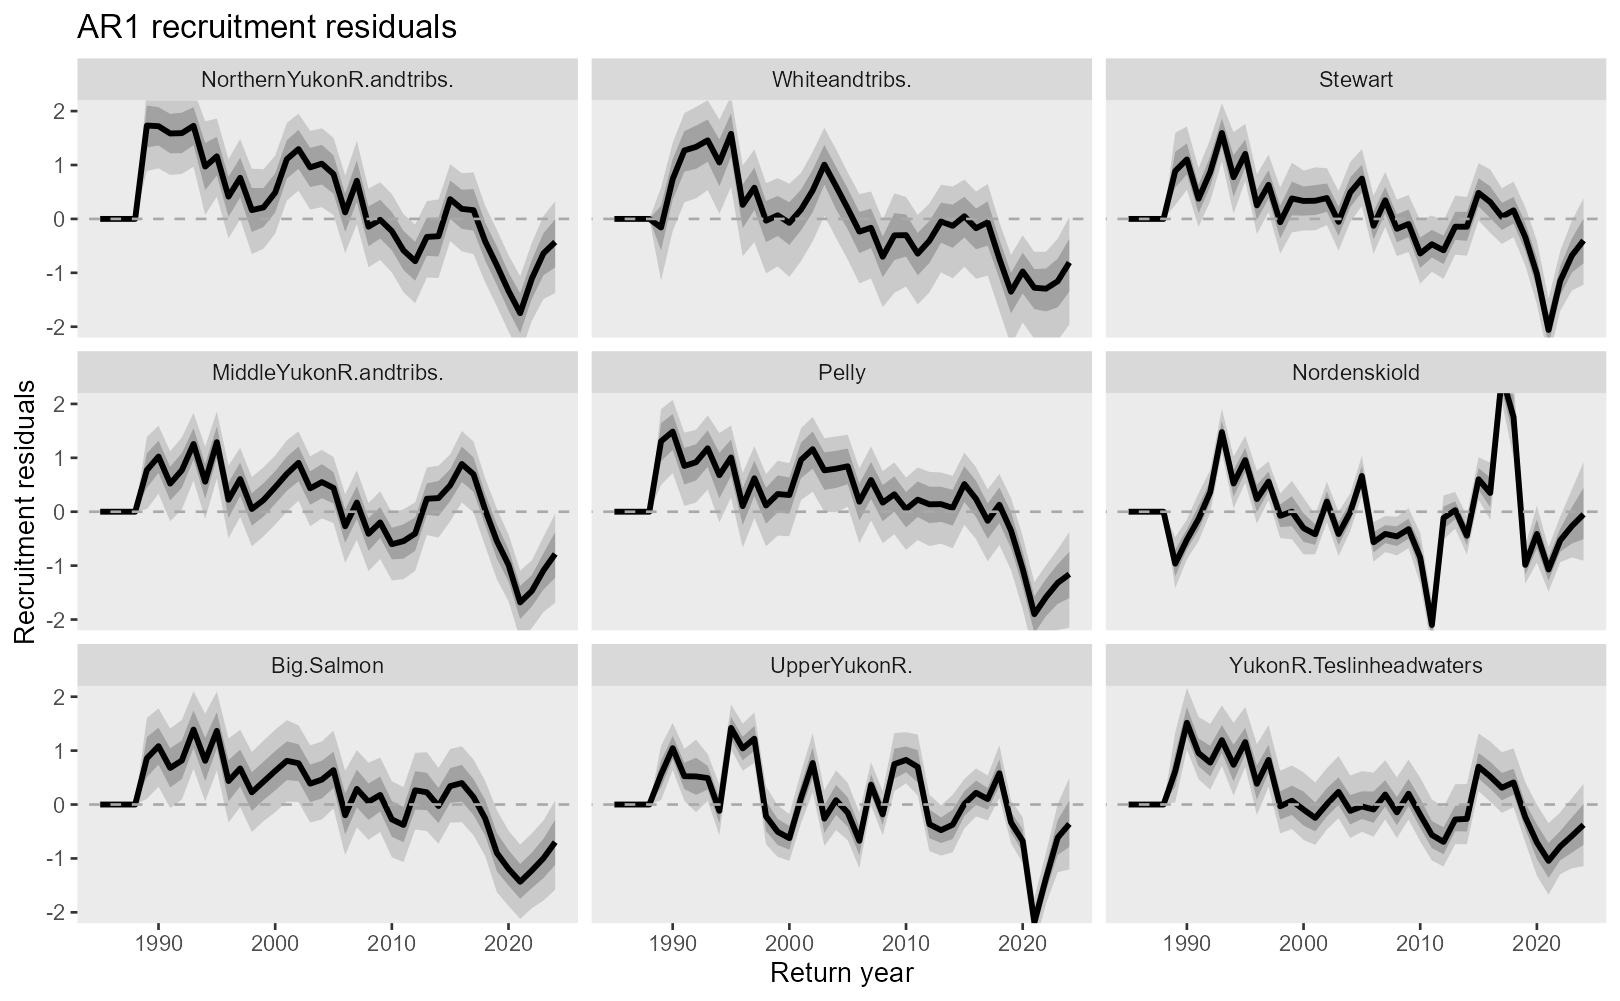 AR1 recruitment residuals
NorthernYukonR.andtribs.
Whiteandtribs.
Stewart
2
1
0
-1
-2
MiddleYukonR.andtribs.
Pelly
Nordenskiold
2
1
0
-1
-2
Recruitment residuals
Big.Salmon
UpperYukonR.
YukonR.Teslinheadwaters
2
1
0
-1
-2
1990 2000 2010 2020
1990 2000 2010 2020
1990 2000 2010 2020
Return year